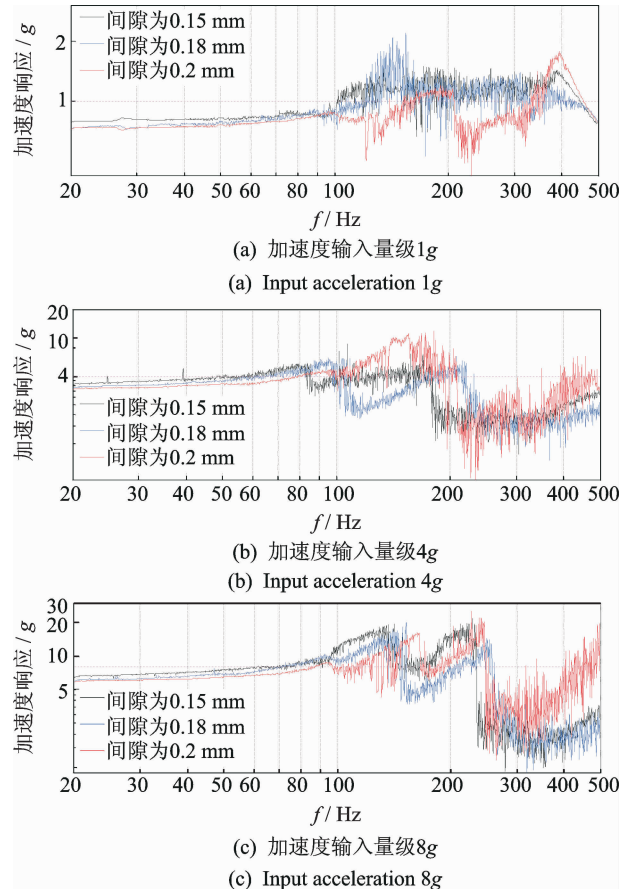 加速度响应 / g
2
1
间隙为0.15 mm
间隙为0.18 mm
间隙为0.2 mm
20 30 40 50 60 80 100 200 300 400 500
f / Hz
(a) 加速度输入量级1g
(a) Input acceleration 1g
加速度响应 / g
20
10
4
间隙为0.15 mm
间隙为0.18 mm
间隙为0.2 mm
20 30 40 50 60 80 100 200 300 400 500
f / Hz
(b) 加速度输入量级4g
(b) Input acceleration 4g
加速度响应 / g
30
20
10
5
间隙为0.15 mm
间隙为0.18 mm
间隙为0.2 mm
20 30 40 50 60 80 100 200 300 400 500
f / Hz
(c) 加速度输入量级8g
(c) Input acceleration 8g